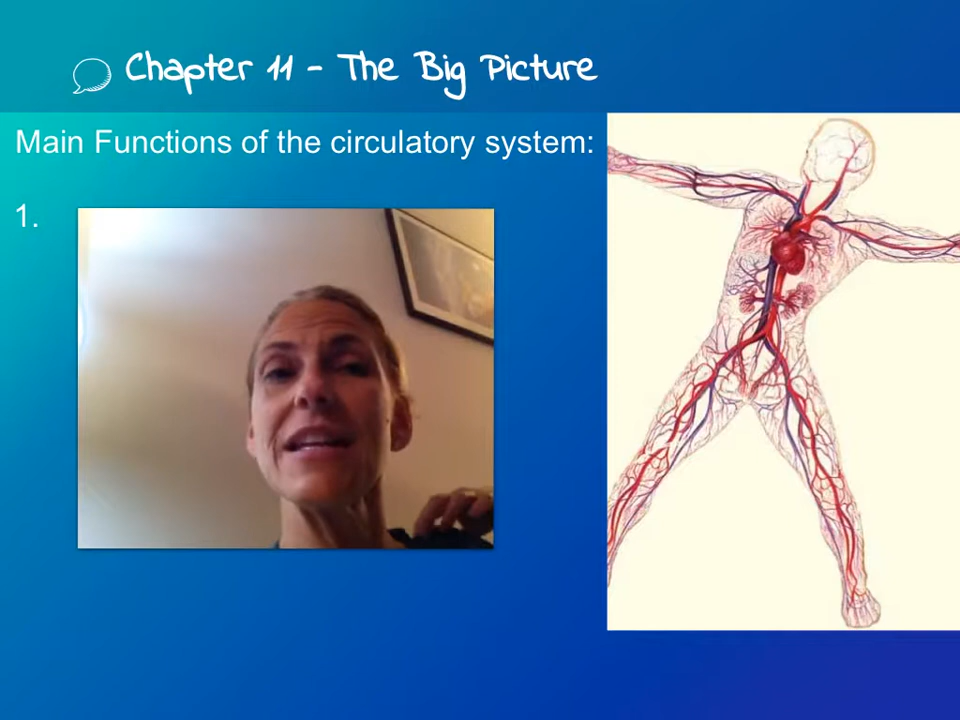 Chapter 11 - The Big Picture
Main Functions of the circulatory system:
1.